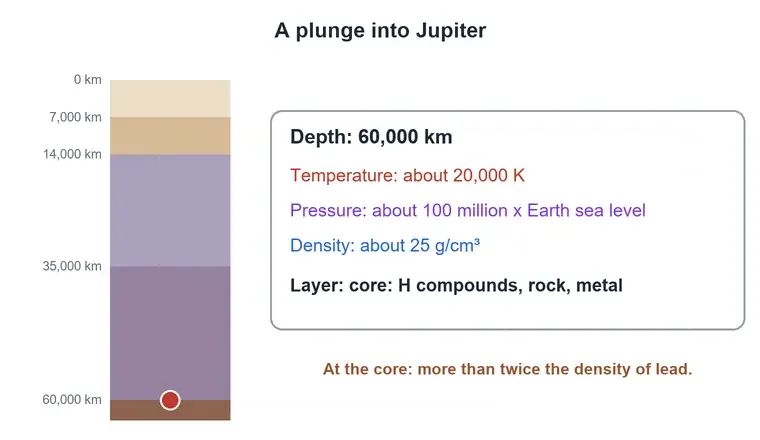 A plunge into Jupiter
0 km
7,000 km
14,000 km
35,000 km
60,000 km
Depth: 60,000 km
Temperature: about 20,000 K
Pressure: about 100 million x Earth sea level
Density: about 25 g/cm³
Layer: core: H compounds, rock, metal
At the core: more than twice the density of lead.